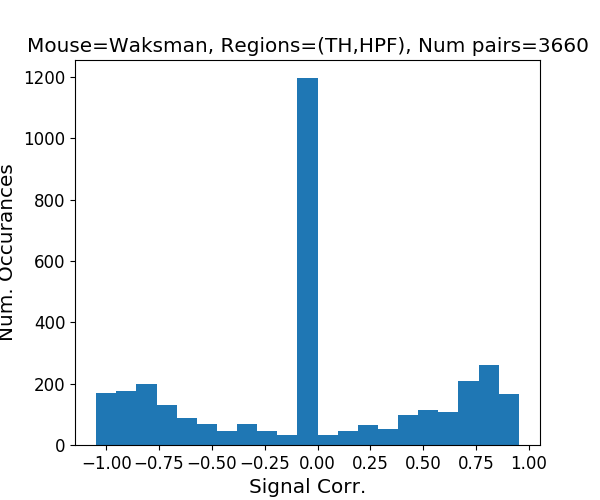 Mouse=Waksman, Regions=(TH,HPF), Num pairs=3660
1200
1000
800
600
400
200
0
Num. Occurances
−1.00 −0.75 −0.50 −0.25 0.00 0.25 0.50 0.75 1.00
Signal Corr.